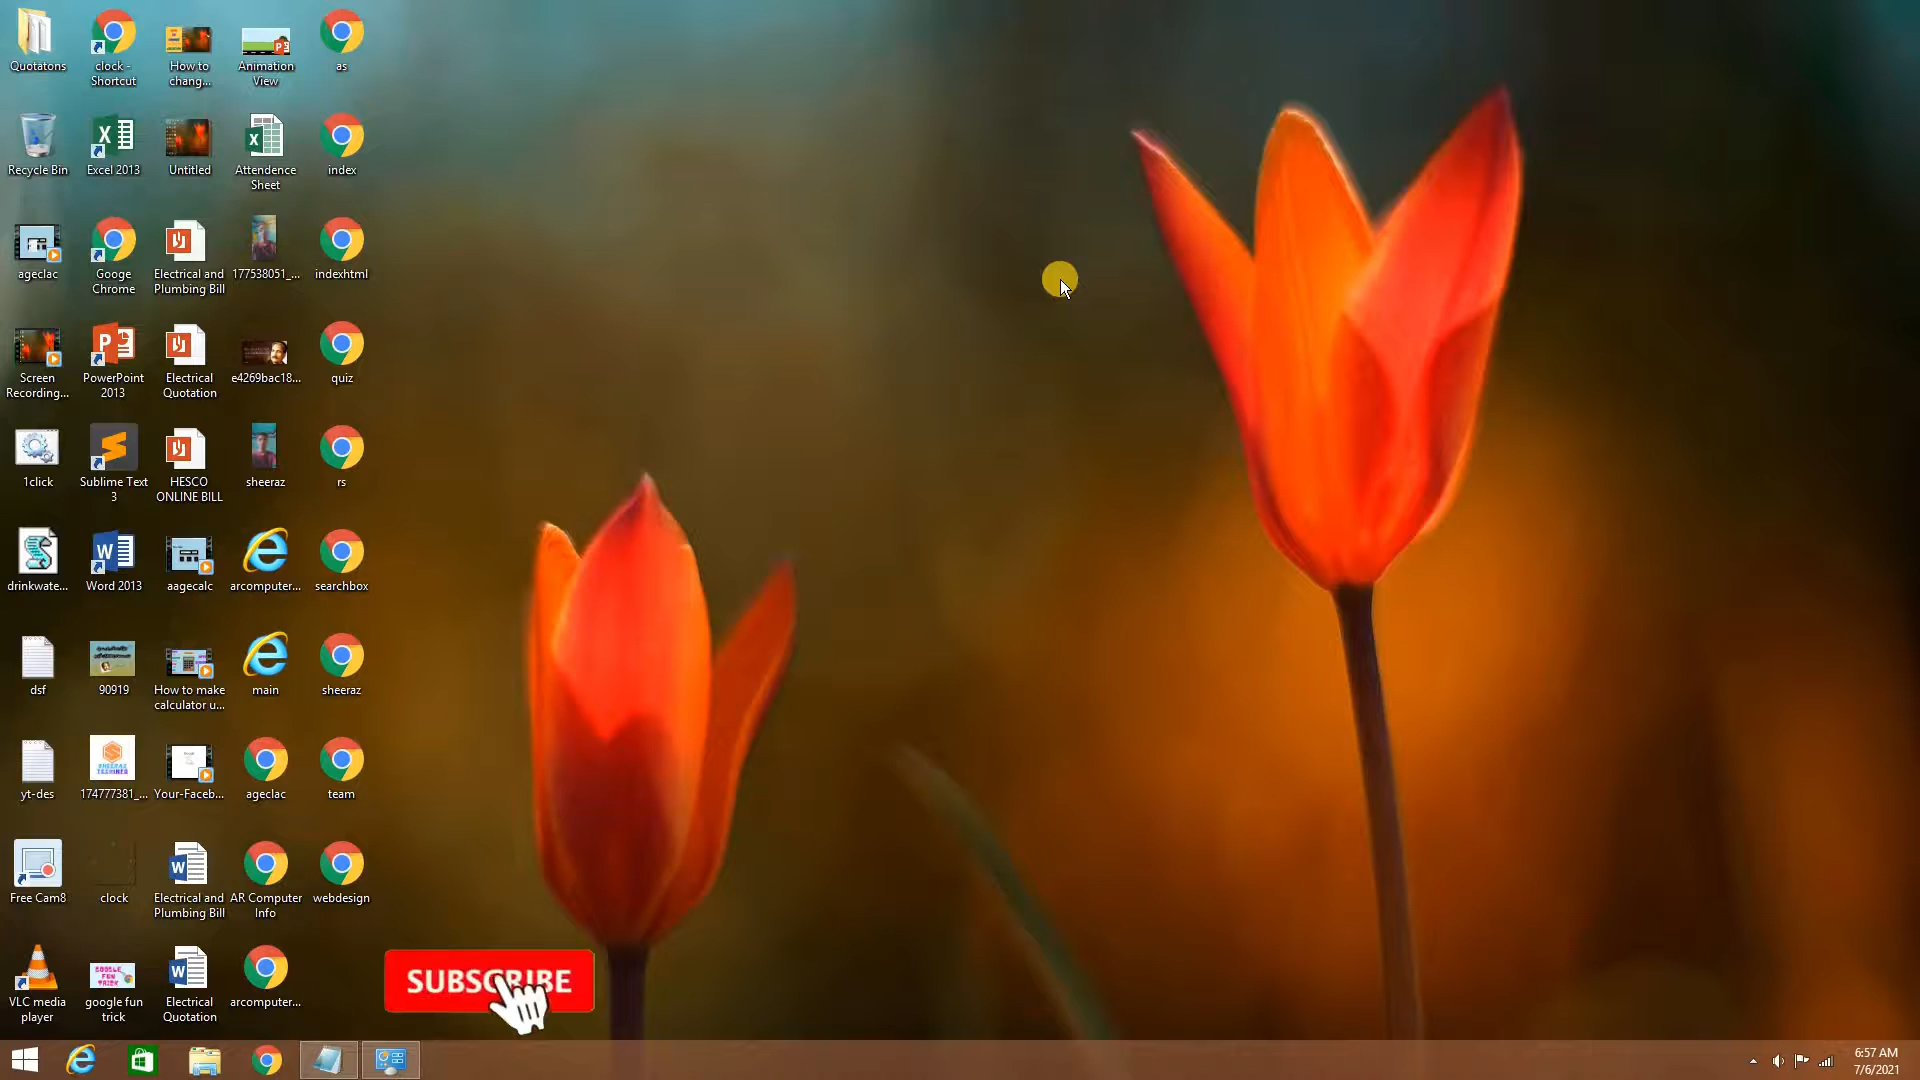 Quotatons
clock -
Shortcut
How to
chang...
Animation
View
as
Recycle Bin
Excel 2013
Untitled
Attendence
Sheet
index
ageclac
Googe
Chrome
Electrical and
Plumbing Bill
177538051_...
indexhtml
Screen
Recording...
PowerPoint
2013
Electrical
Quotation
e4269bac18...
quiz
1click
Sublime Text
3
HESCO
ONLINE BILL
sheeraz
rs
drinkwate...
Word 2013
aagecalc
arcomputer...
searchbox
dsf
90919
How to make
calculator u...
main
sheeraz
yt-des
174777381_...
Your-Faceb...
ageclac
team
Free Cam8
clock
Electrical and
Plumbing Bill
AR Computer
Info
webdesign
VLC media
player
google fun
trick
Electrical
Quotation
arcomputer...
SUBSCRIBE
6:57 AM
7/6/2021